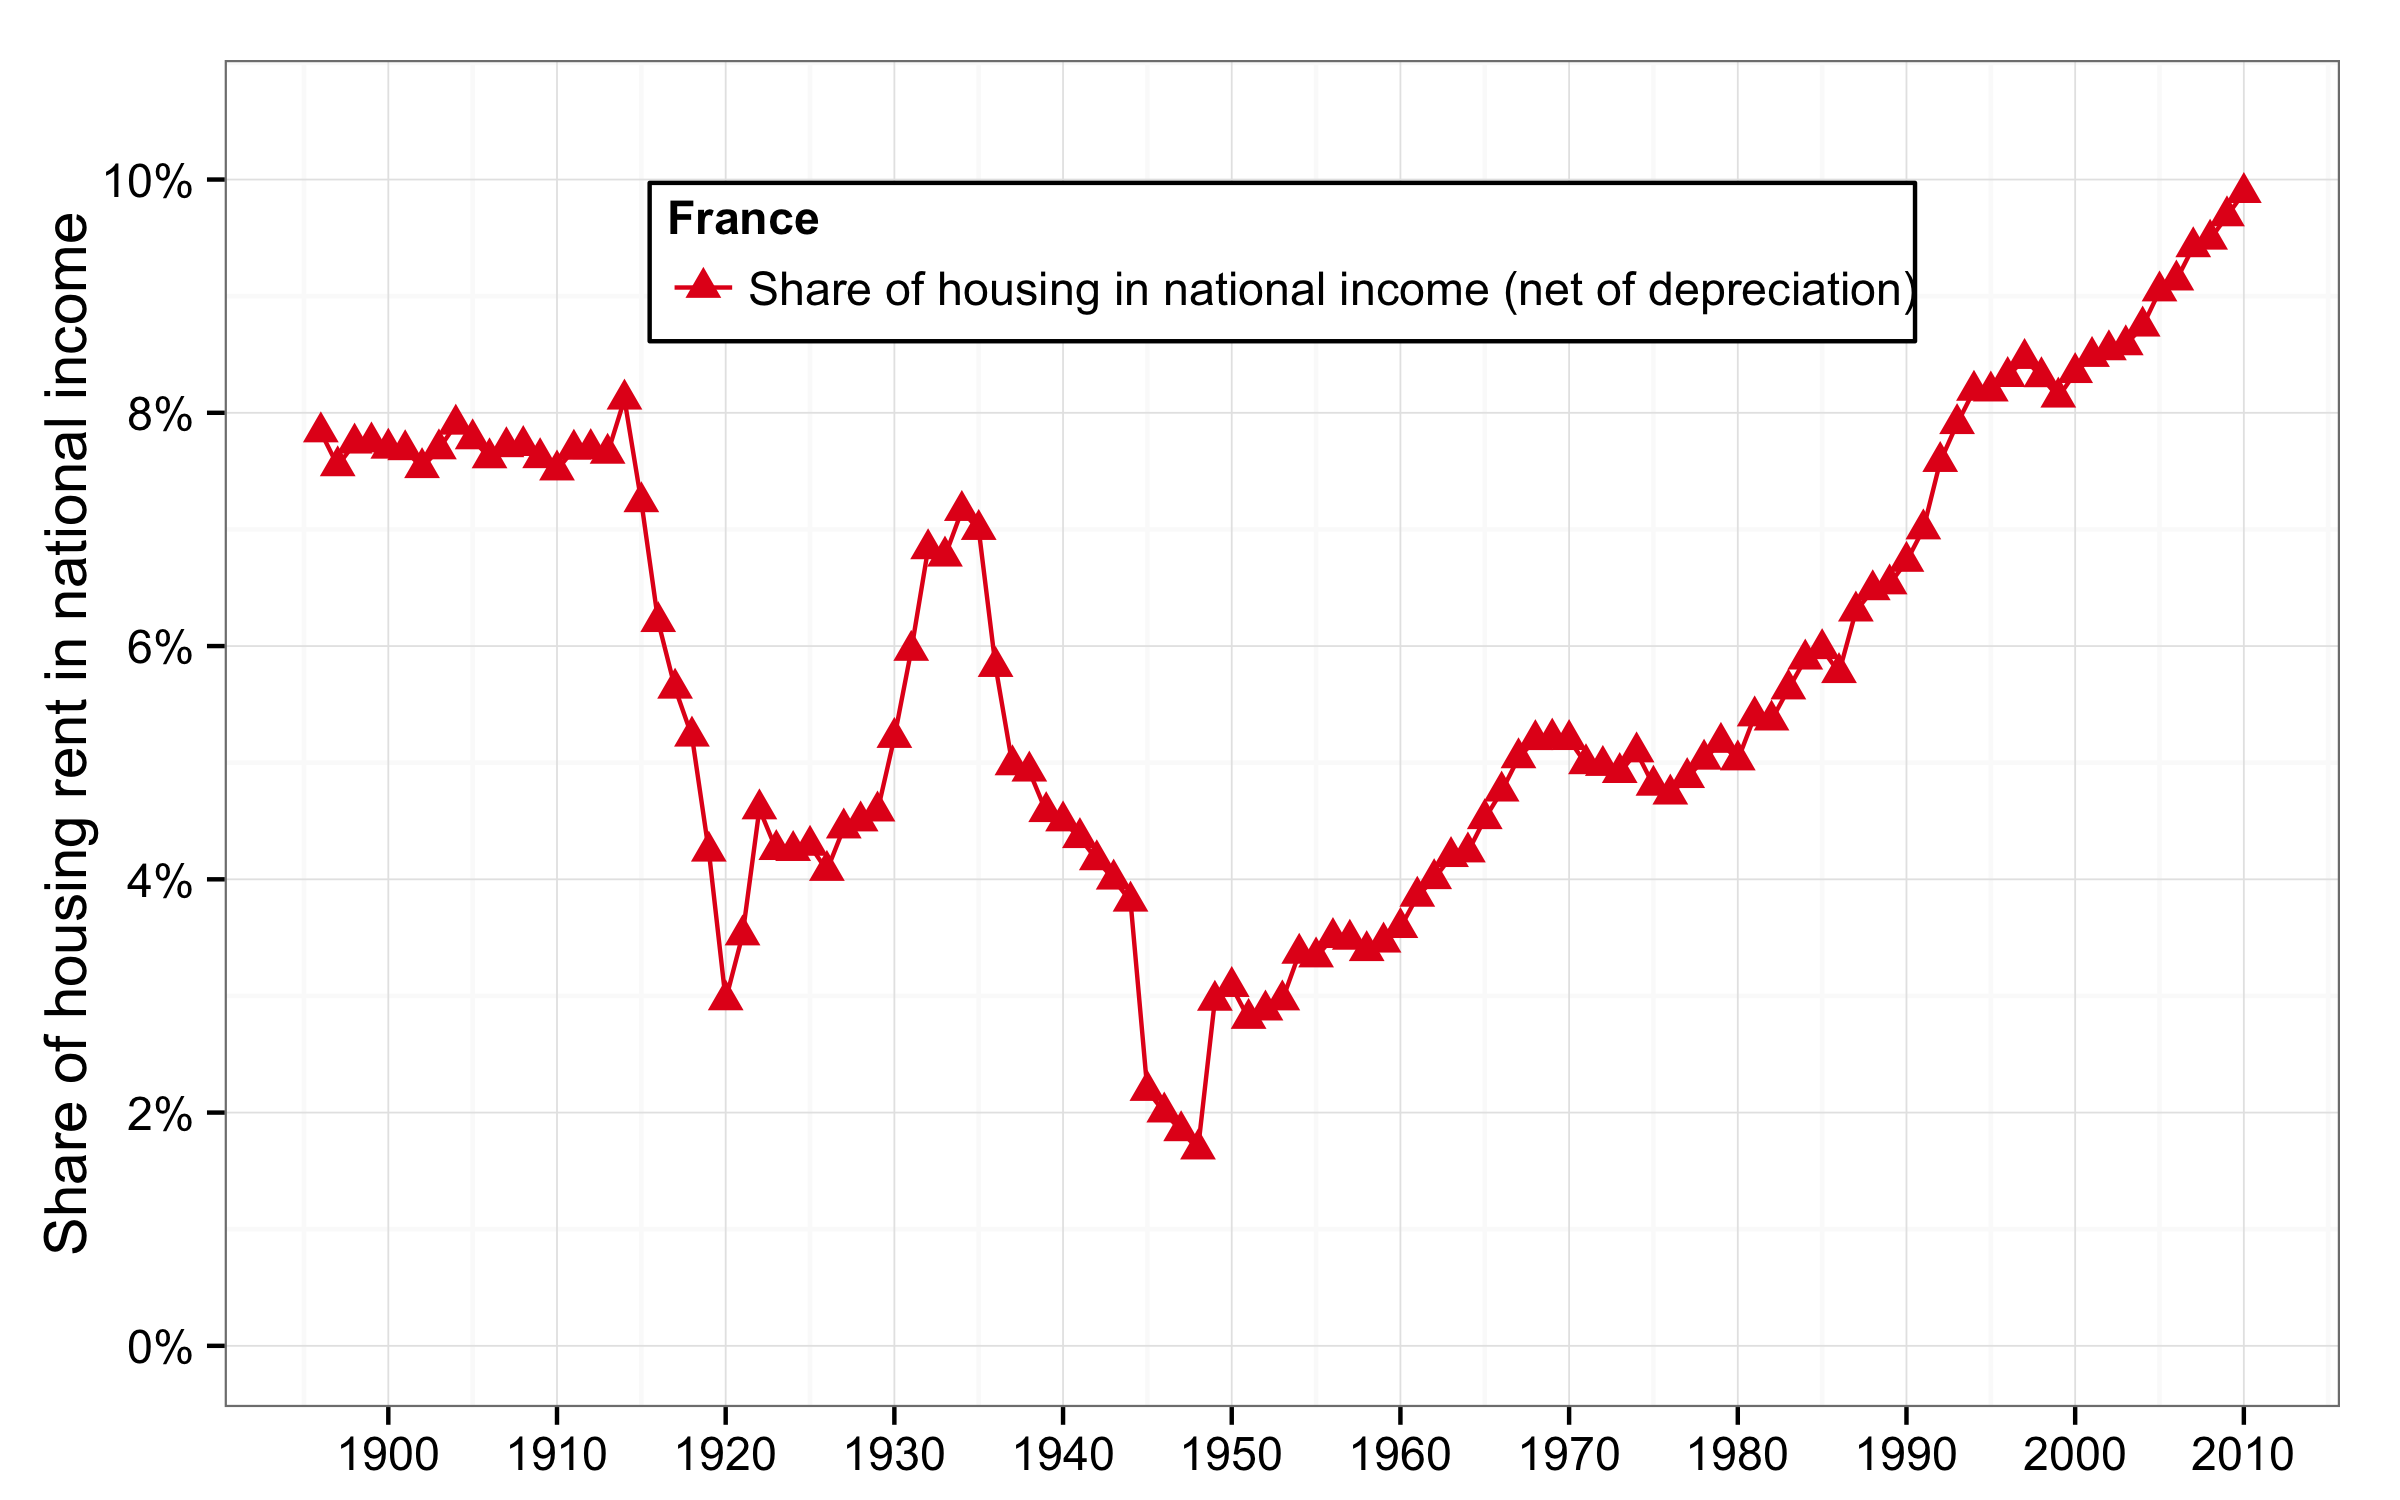 Share of housing rent in national income
10%
8%
6%
4%
2%
0%
France
Share of housing in national income (net of depreciation)
1900 1910 1920 1930 1940 1950 1960 1970 1980 1990 2000 2010